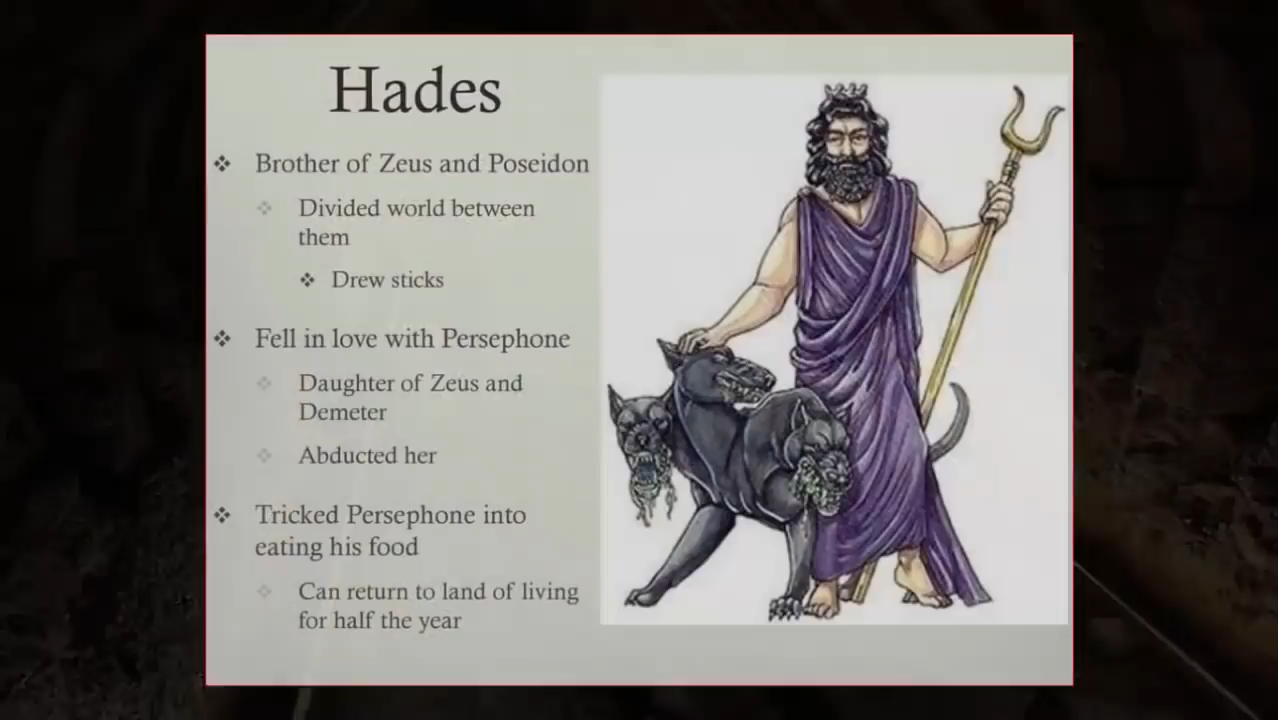 Hades
Brother of Zeus and Poseidon
Divided world between
them
Drew sticks
Fell in love with Persephone
Daughter of Zeus and
Demeter
Abducted her
Tricked Persephone into
eating his food
Can return to land of living
for half the year